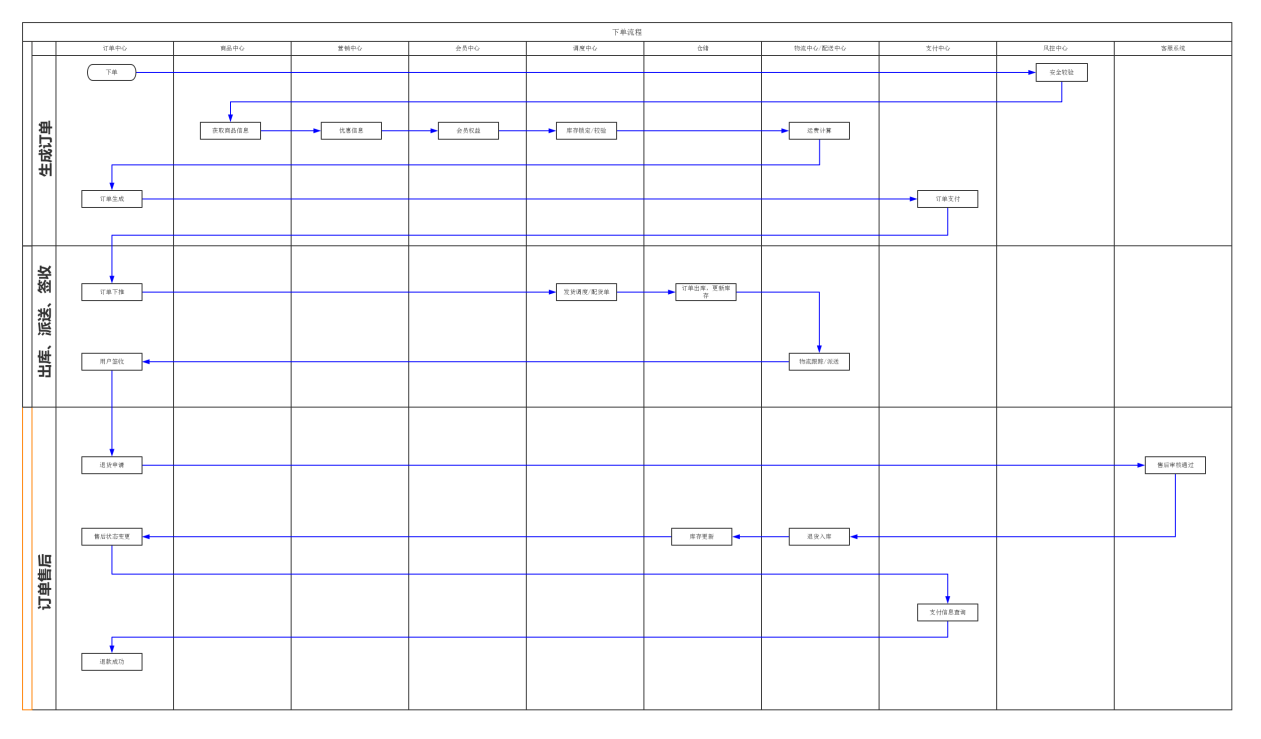 下单流程
订单中心
商品中心
营销中心
会员中心
调度中心
仓储
物流中心/配送中心
支付中心
风控中心
客服系统
生成订单
下单
安全较验
获取商品信息
优惠信息
会员权益
库存锁定/较验
运费计算
订单生成
订单支付
出库、派送、签收
订单下推
发货调度/配货单
订单出库、更新库
存
用户签收
物流跟踪/派送
订单售后
退货申请
售后审核通过
售后状态变更
库存更新
退货入库
支付信息查询
退款成功